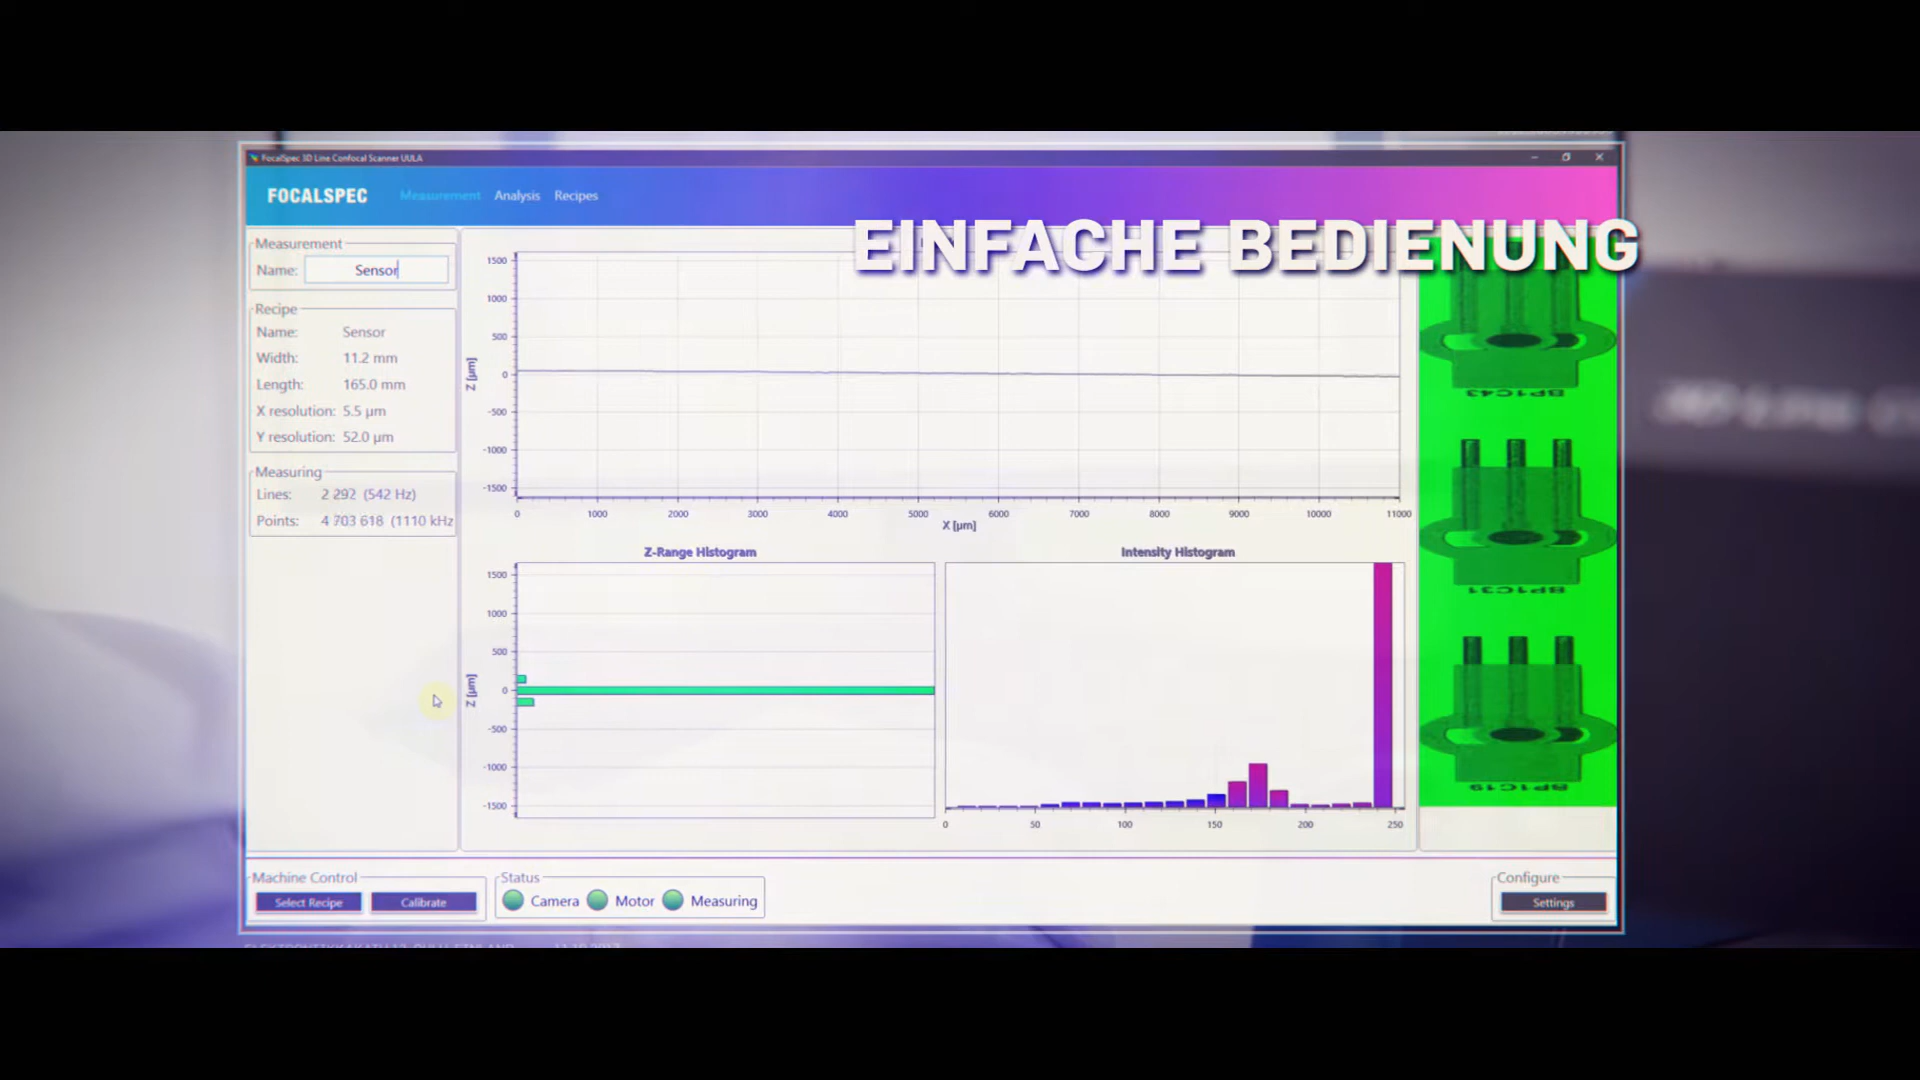 FocalSpec 3D Line Confocal Scanner UULA
FOCALSPEC Measurement Analysis Recipes
EINFACHE BEDIENUNG
Measurement
Name: Sensor
Recipe
Name: Sensor
Width: 11.2 mm
Length: 165.0 mm
X resolution: 5.5 µm
Y resolution: 52.0 µm
Measuring
Lines: 2 292 (542 Hz)
Points: 4 703 618 (1110 kHz
1500
1000
500
0
-500
-1000
-1500
Z [µm]
0 1000 2000 3000 4000 5000 6000 7000 8000 9000 10000 11000
X [µm]
Z-Range Histogram
1500
1000
500
0
-500
-1000
-1500
Z [µm]
Intensity Histogram
0 50 100 150 200 250
BP1C43
BP1C31
BP1C19
Machine Control
Select Recipe Calibrate
Status
Camera Motor Measuring
Configure
Settings